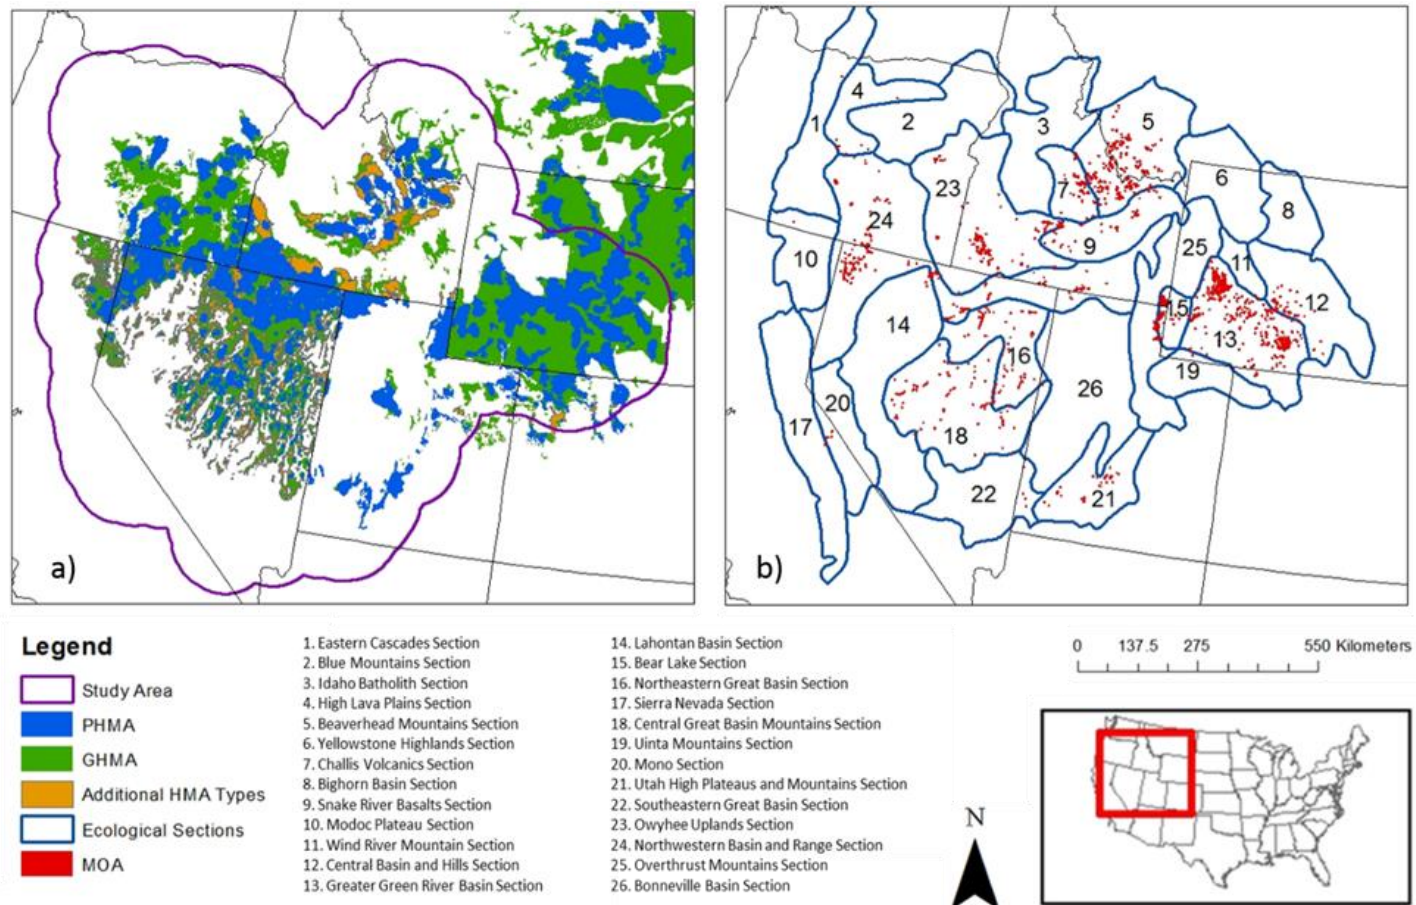 a)
1
4
2
3
5
6
7
8
23
24
9
10
25
11
12
15
14
13
16
19
26
20
17
18
21
22
b)
Legend
Study Area
PHMA
GHMA
Additional HMA Types
Ecological Sections
MOA
1. Eastern Cascades Section
2. Blue Mountains Section
3. Idaho Batholith Section
4. High Lava Plains Section
5. Beaverhead Mountains Section
6. Yellowstone Highlands Section
7. Challis Volcanics Section
8. Bighorn Basin Section
9. Snake River Basalts Section
10. Modoc Plateau Section
11. Wind River Mountain Section
12. Central Basin and Hills Section
13. Greater Green River Basin Section
14. Lahontan Basin Section
15. Bear Lake Section
16. Northeastern Great Basin Section
17. Sierra Nevada Section
18. Central Great Basin Mountains Section
19. Uinta Mountains Section
20. Mono Section
21. Utah High Plateaus and Mountains Section
22. Southeastern Great Basin Section
23. Owyhee Uplands Section
24. Northwestern Basin and Range Section
25. Overthrust Mountains Section
26. Bonneville Basin Section
0 137.5 275 550 Kilometers
N